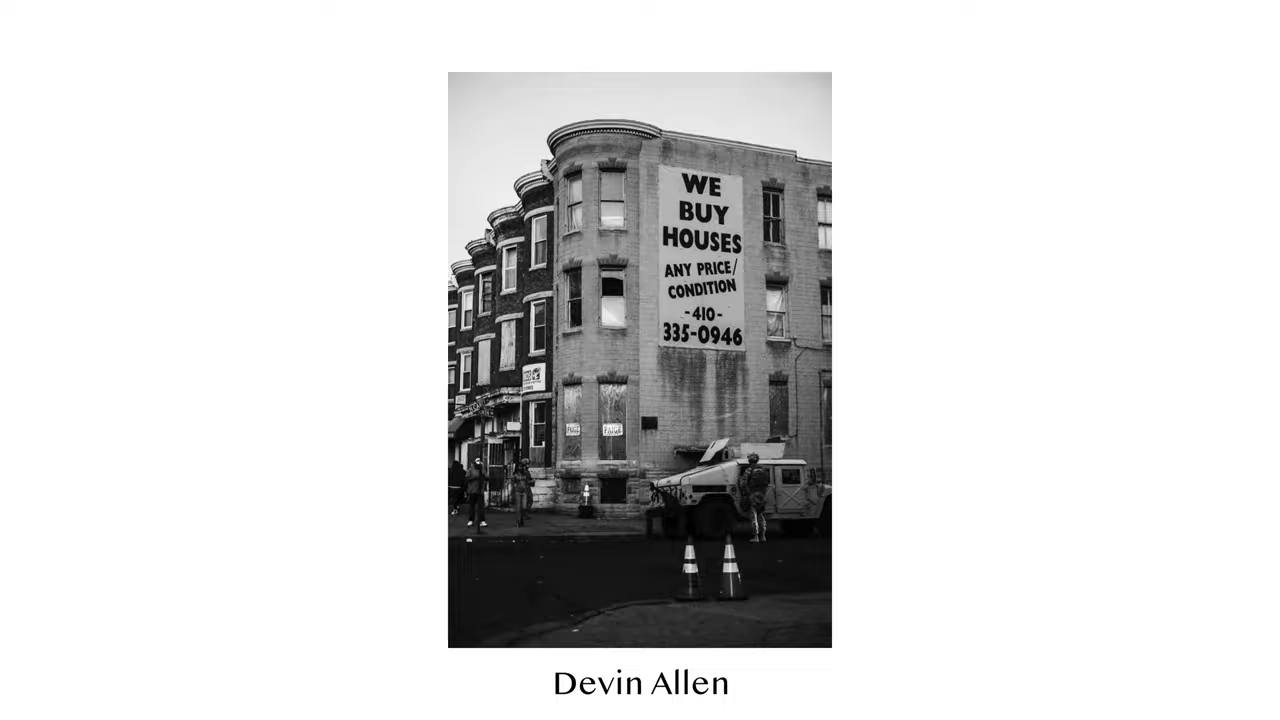 WE
BUY
HOUSES
ANY PRICE/
CONDITION
-410-
335-0946
Devin Allen